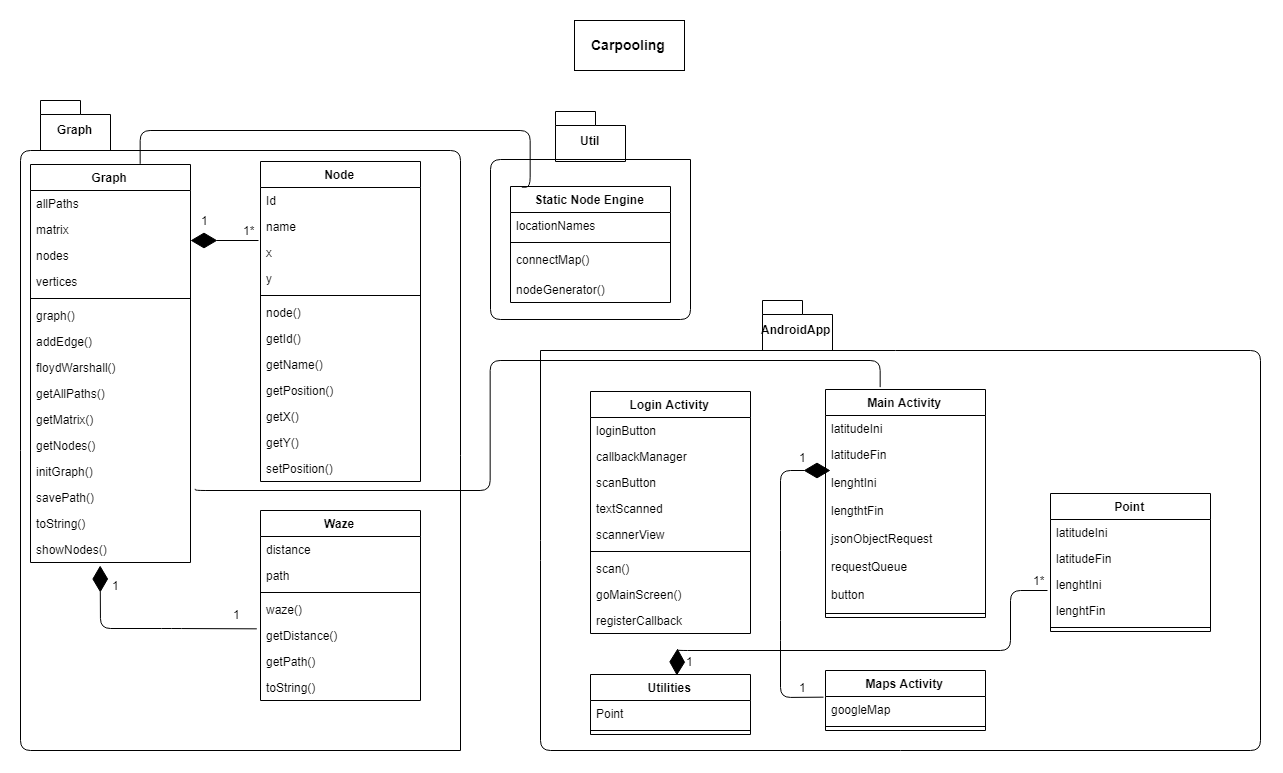 Carpooling
Graph
Graph
allPaths
matrix
nodes
vertices
graph()
addEdge()
floydWarshall()
getAllPaths()
getMatrix()
getNodes()
initGraph()
savePath()
toString()
showNodes()
1
1*
Node
Id
name
x
y
node()
getId()
getName()
getPosition()
getX()
getY()
setPosition()
1
1
Waze
distance
path
waze()
getDistance()
getPath()
toString()
Util
Static Node Engine
locationNames
connectMap()
nodeGenerator()
AndroidApp
Login Activity
loginButton
callbackManager
scanButton
textScanned
scannerView
scan()
goMainScreen()
registerCallback
Main Activity
latitudeIni
latitudeFin
lenghtIni
lengthtFin
jsonObjectRequest
requestQueue
button
1
1
Point
latitudeIni
latitudeFin
lenghtIni
lenghtFin
1*
1
Utilities
Point
Maps Activity
googleMap